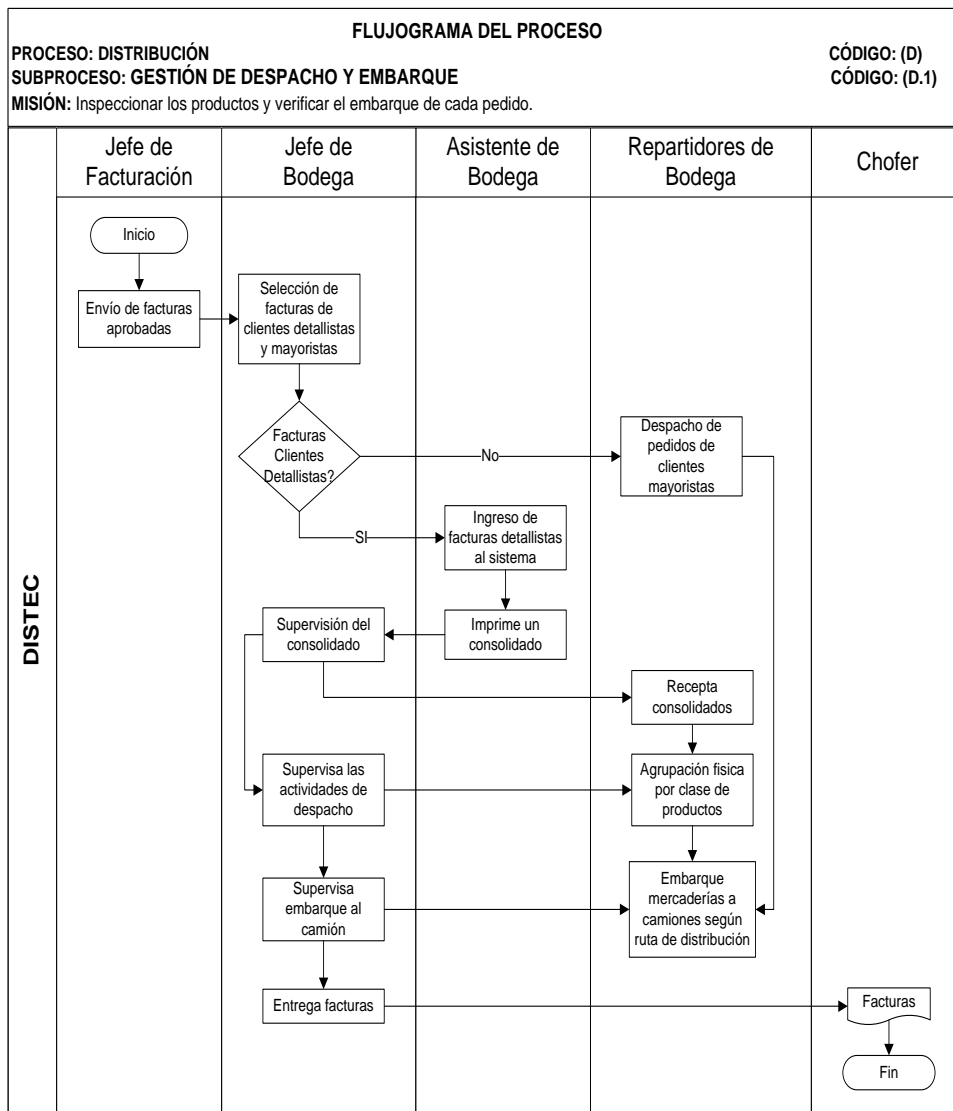 FLUJOGRAMA DEL PROCESO
PROCESO: DISTRIBUCIÓN
CÓDIGO: (D)
SUBPROCESO: GESTIÓN DE DESPACHO Y EMBARQUE
CÓDIGO: (D.1)
MISIÓN: Inspeccionar los productos y verificar el embarque de cada pedido.
DISTEC
Jefe de
Facturación
Jefe de
Bodega
Asistente de
Bodega
Repartidores de
Bodega
Chofer
Inicio
Envío de facturas
aprobadas
Selección de
facturas de
clientes detallistas
y mayoristas
Facturas
Clientes
Detallistas?
No
Despacho de
pedidos de
clientes
mayoristas
SI
Ingreso de
facturas detallistas
al sistema
Imprime un
consolidado
Supervisión del
consolidado
Recepta
consolidados
Supervisa las
actividades de
despacho
Agrupación fisica
por clase de
productos
Supervisa
embarque al
camión
Embarque
mercaderías a
camiones según
ruta de distribución
Entrega facturas
Facturas
Fin